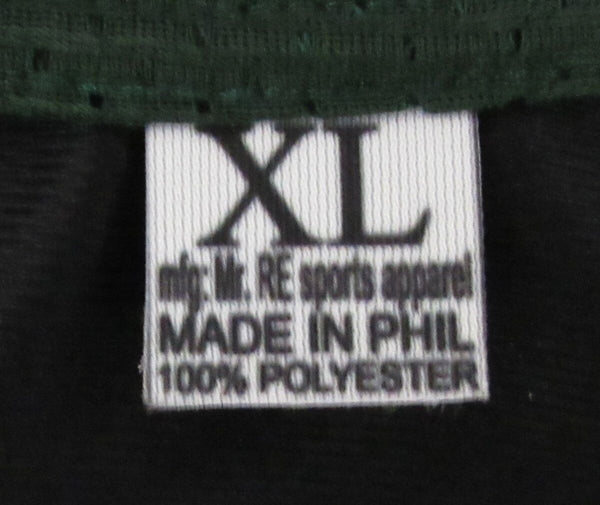 XL
mfg: Mr. RE sports apparel
MADE IN PHIL
100% POLYESTER